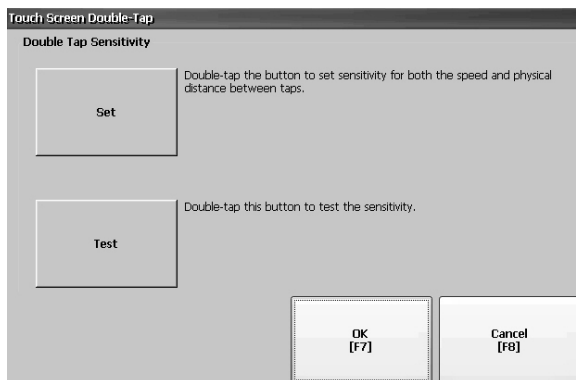 Touch Screen Double-Tap
Double Tap Sensitivity
Set
Double-tap the button to set sensitivity for both the speed and physical
distance between taps.
Test
Double-tap this button to test the sensitivity.
OK
[F7]
Cancel
[F8]